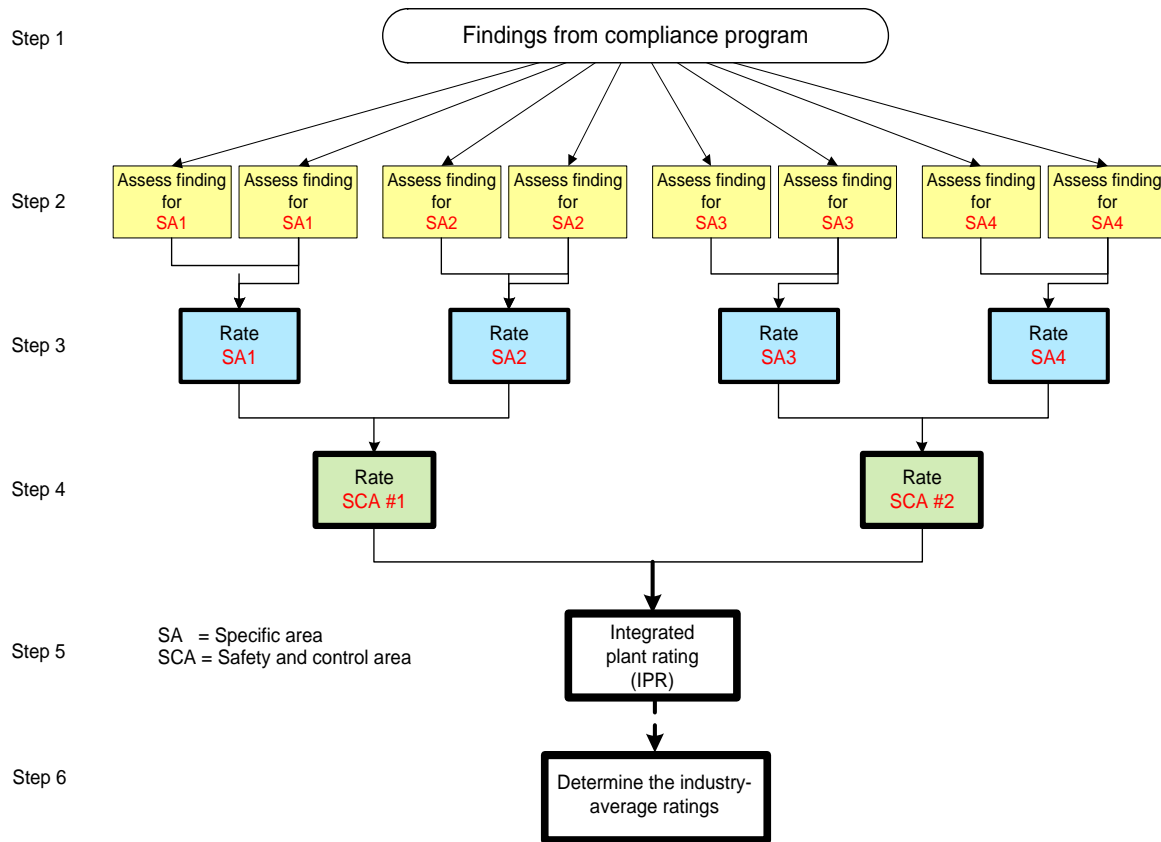 Step 1
Findings from compliance program
Step 2
Assess finding
for
SA1
Assess finding
for
SA1
Assess finding
for
SA2
Assess finding
for
SA2
Assess finding
for
SA3
Assess finding
for
SA3
Assess finding
for
SA4
Assess finding
for
SA4
Step 3
Rate
SA1
Rate
SA2
Rate
SA3
Rate
SA4
Step 4
Rate
SCA #1
Rate
SCA #2
Step 5
SA = Specific area
SCA = Safety and control area
Integrated
plant rating
(IPR)
Step 6
Determine the industry-
average ratings